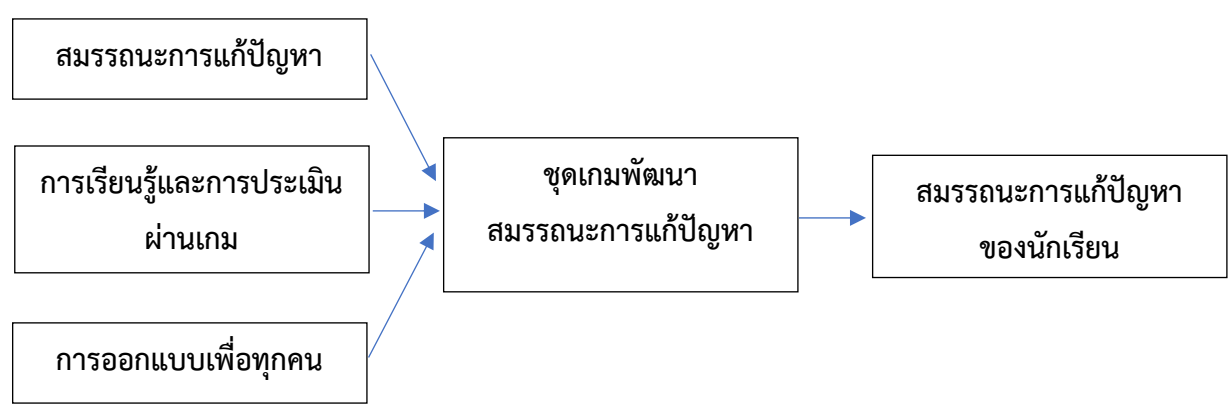 สมรรถนะการแก้ปัญหา
การเรียนรู้และการประเมิน
ผ่านเกม
การออกแบบเพื่อทุกคน
ชุดเกมพัฒนา
สมรรถนะการแก้ปัญหา
สมรรถนะการแก้ปัญหา
ของนักเรียน